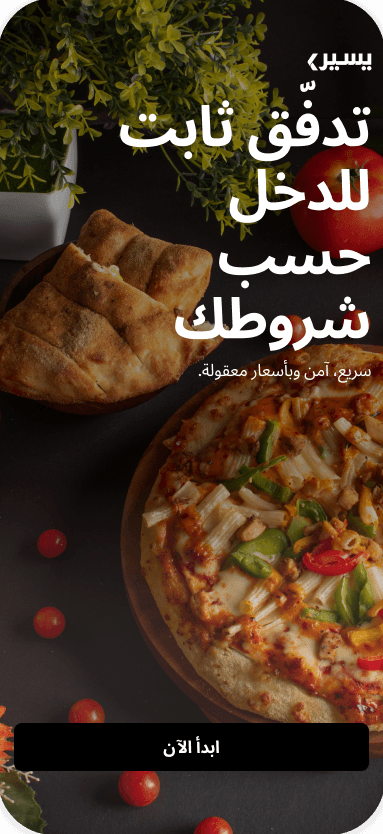 يسير
تدفّق ثابت
للدخل
حسب
شروطك
سريع، آمن وبأسعار معقولة.
ابدأ الآن